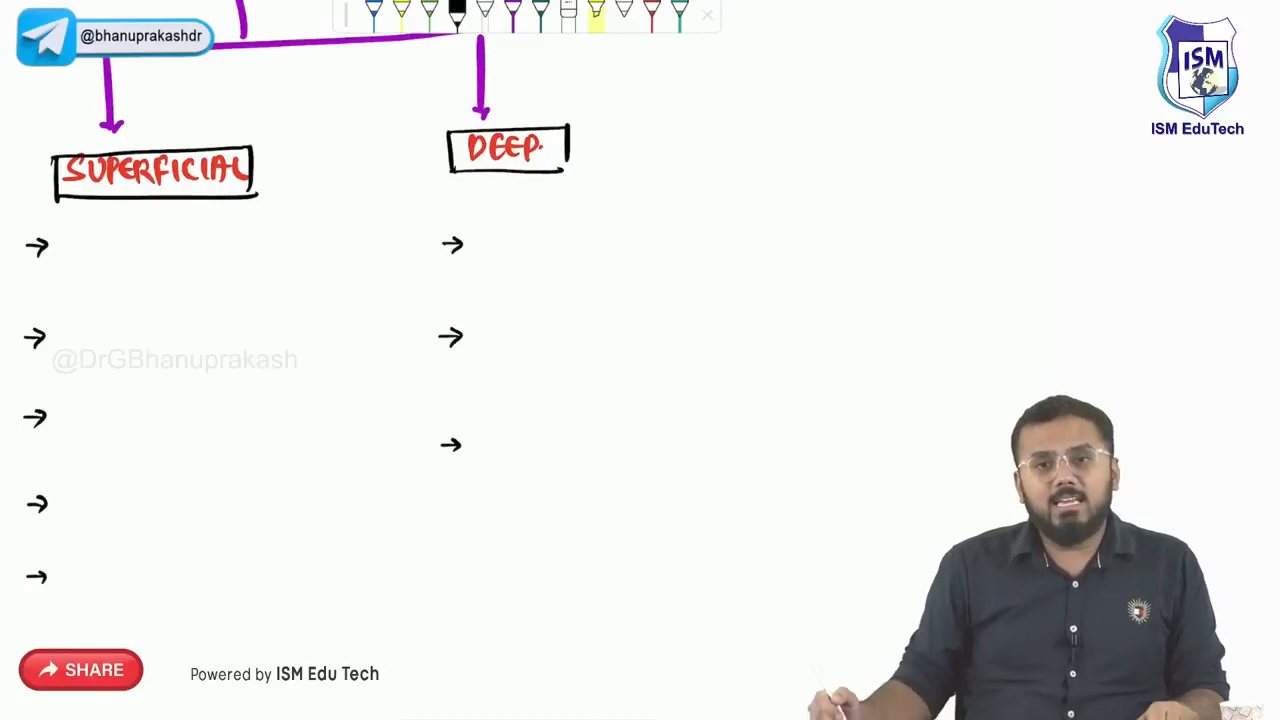 @bhanuprakashdr
ISM
ISM EduTech
SUPERFICIAL
DEEP.
@DrGBhanuprakash
SHARE
Powered by ISM Edu Tech